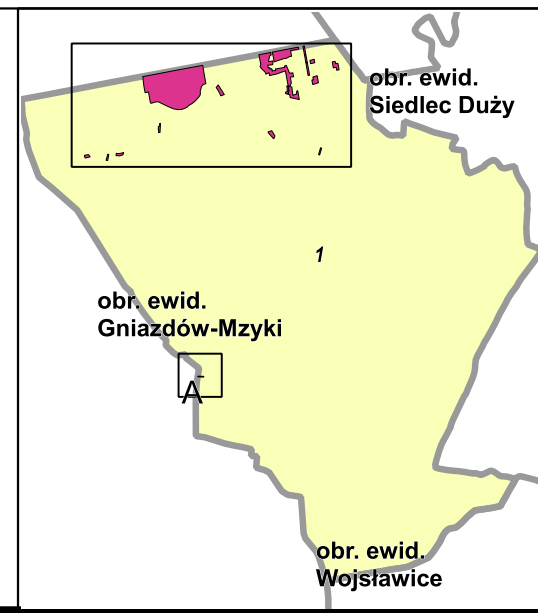 obr. ewid.
Siedlec Duży
1
obr. ewid.
Gniazdów-Mzyki
A
obr. ewid.
Wojsławice